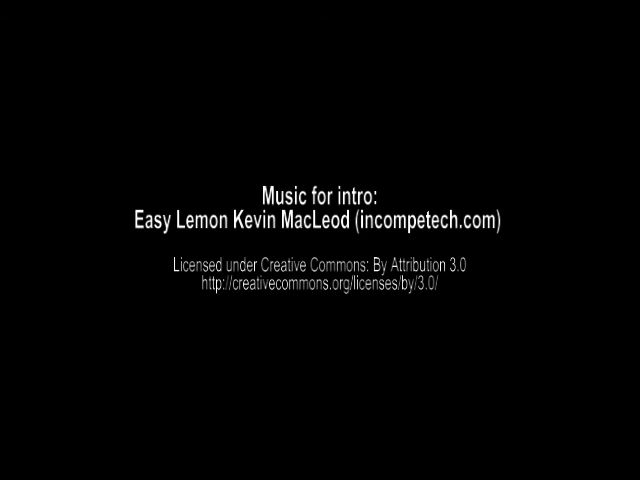 Music for intro:
Easy Lemon Kevin MacLeod (incompetech.com)
Licensed under Creative Commons: By Attribution 3.0
http://creativecommons.org/licenses/by/3.0/